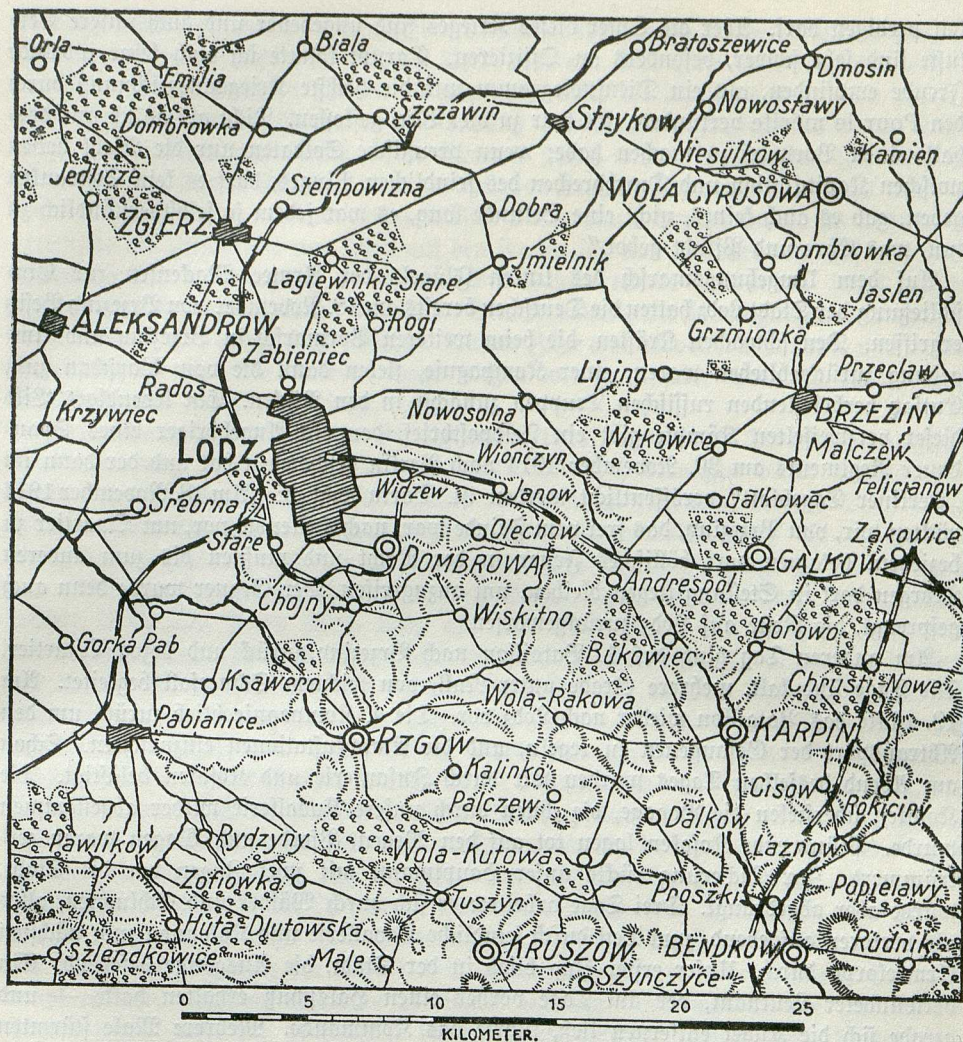 Orla
Emilia
Biala
Bratoszewice
Dmosin
Dombrowka
Szczawin
Strykow
Nowosławy
Kamien
Jedlicze
Stempowizna
Niesulkow
WOLA CYRUSOWA
ZGIERZ
Dobra
Lagiewniki-Stare
Jmielnik
Dombrowka
Jaslen
ALEKSANDROW
Rogi
Grzmionka
Zabieniec
Rados
Liping
Przeclaw
Krzywiec
Nowosolna
BRZEZINY
LODZ
Wionczyn
Witkowice
Malczew
Widzew
Janow
Galkowec
Felicjanow
Srebrna
Stare
Olechow
Zakowice
DOMBROWA
GALKOW
Andrespol
Chojny
Wiskitno
Gorka Pab
Bukowiec
Borowo
Ksawerow
Wola-Rakowa
Chrusti-Nowe
Pabianice
RZGOW
KARPIN
Kalinko
Gisow
Rokiciny
Palczew
Dalkow
Pawlikow
Rydzyny
Wola-Kutowa
Laznow
Zofiowka
Tuszyn
Proszki
Popielawy
Huta-Dlutowska
Szlendkowice
Male
KRUSZOW
BENDKOW
Rudnik
Szynczyce
0 5 10 15 20 25
KILOMETER.